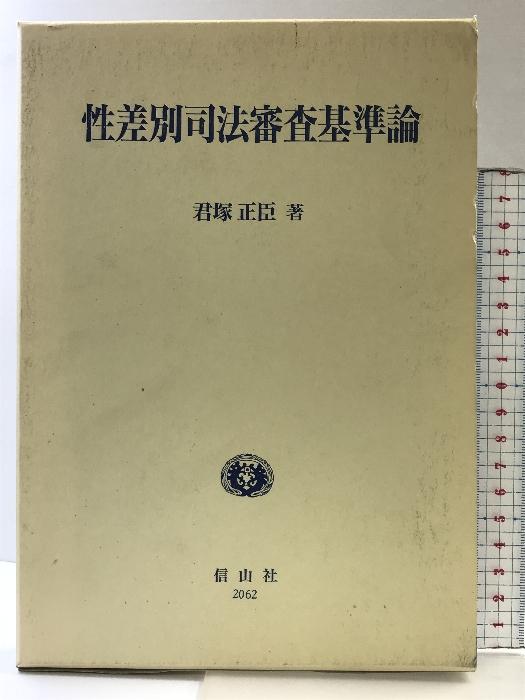 性差別司法審査基準論
君塚 正臣 著
信山社
2062